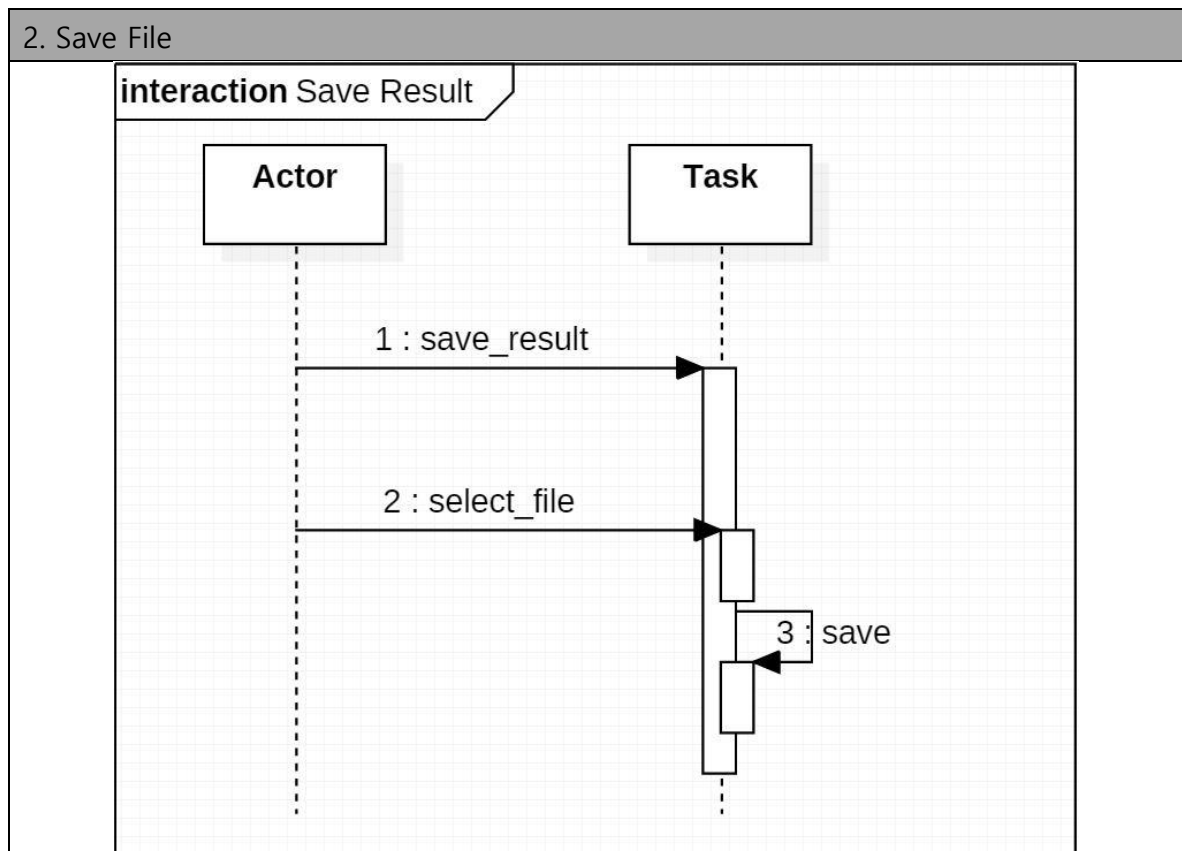 2. Save File
interaction Save Result
Actor
Task
1 : save_result
2 : select_file
3 : save